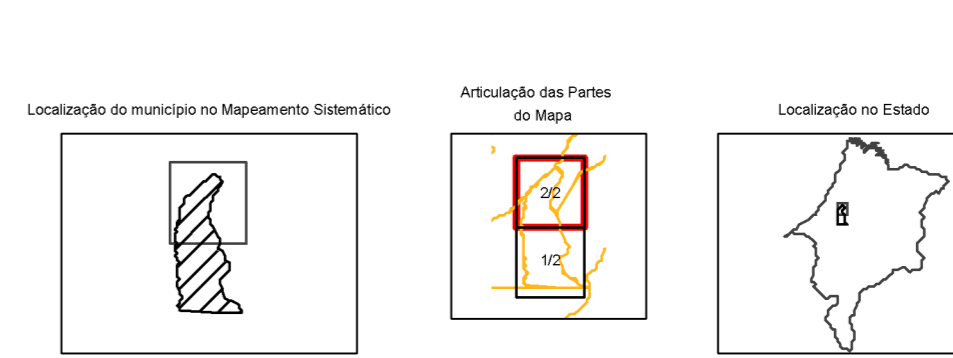 Localização do município no Mapeamento Sistemático
Articulação das Partes
do Mapa
Localização no Estado
2/2
1/2